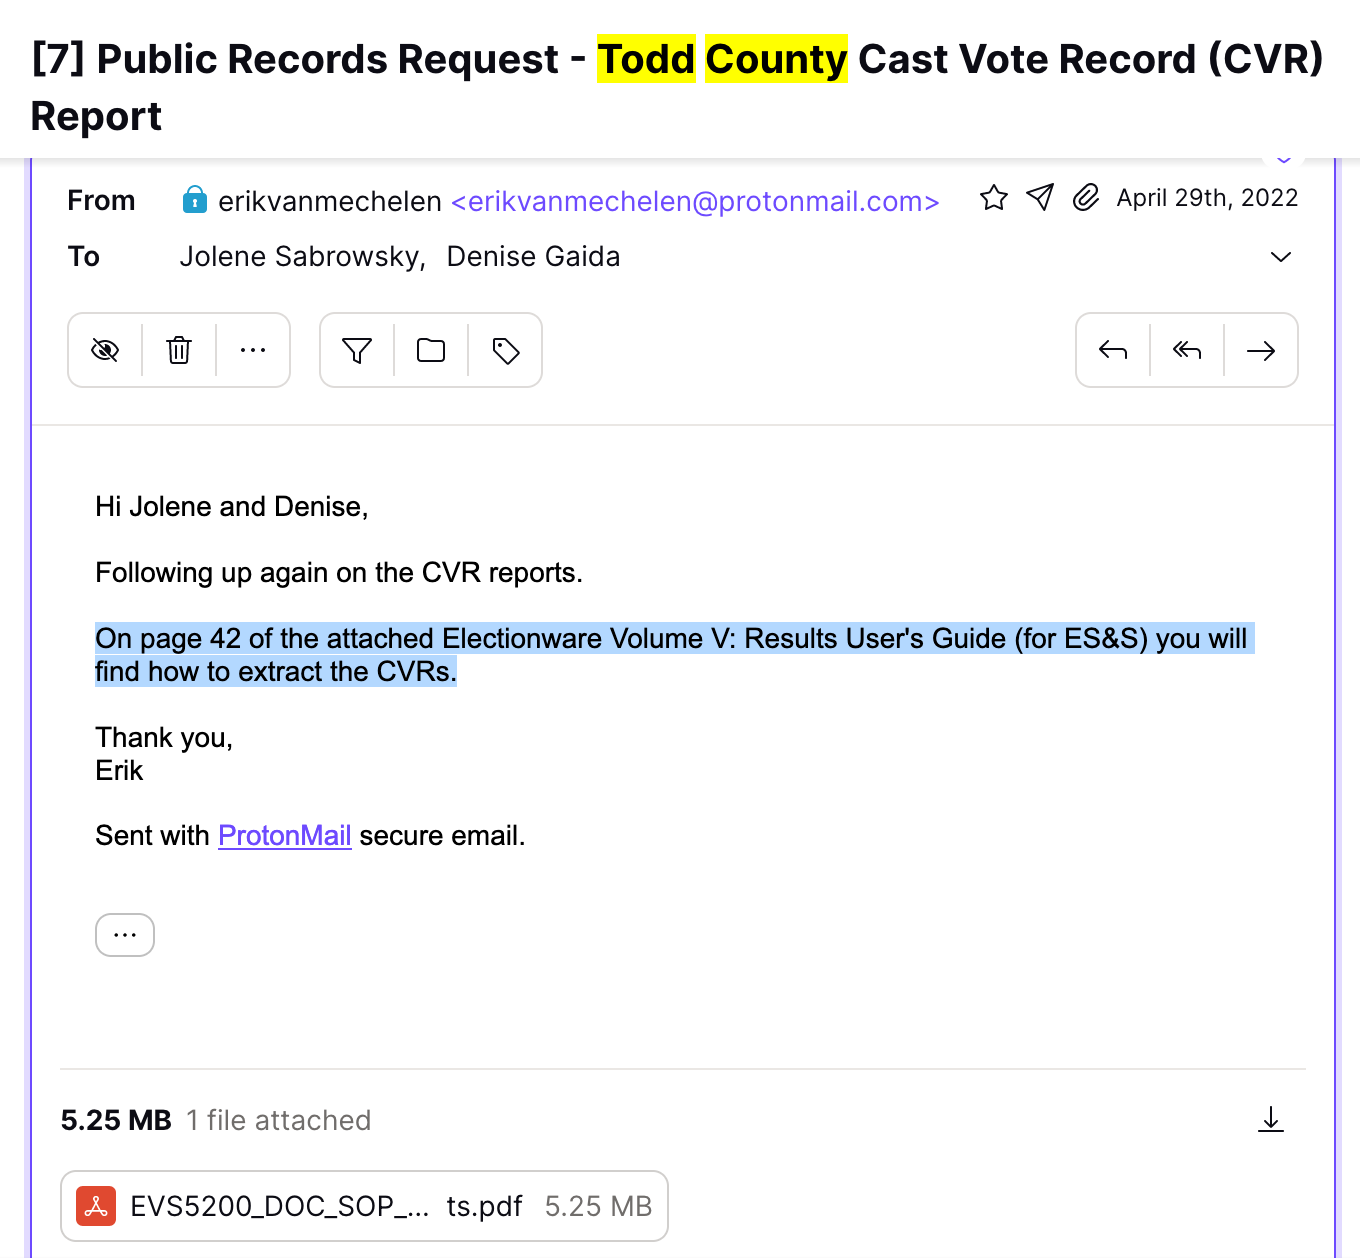 [7] Public Records Request - Todd County Cast Vote Record (CVR)
Report
From erikvanmechelen <erikvanmechelen@protonmail.com> April 29th, 2022
To Jolene Sabrowsky, Denise Gaida
Hi Jolene and Denise,
Following up again on the CVR reports.
On page 42 of the attached Electionware Volume V: Results User's Guide (for ES&S) you will
find how to extract the CVRs.
Thank you,
Erik
Sent with ProtonMail secure email.
...
5.25 MB 1 file attached
EVS5200_DOC_SOP_... ts.pdf 5.25 MB